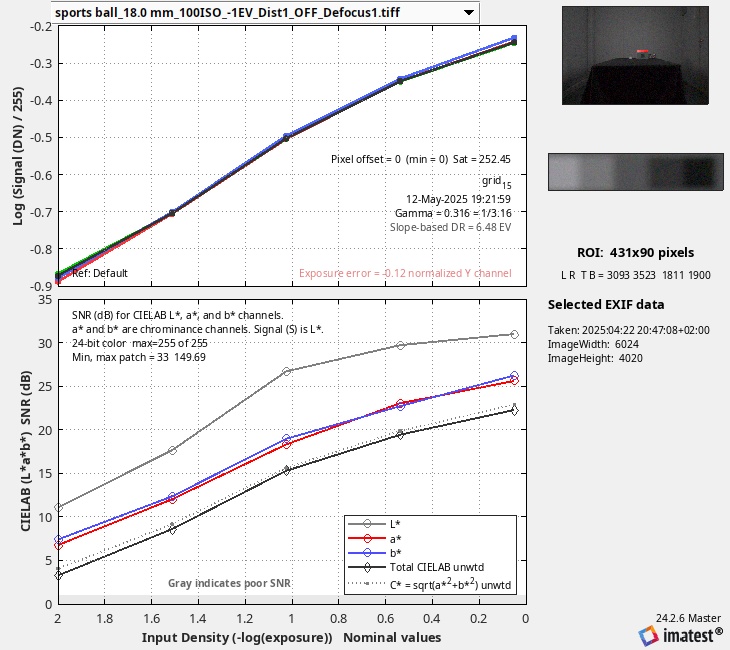 sports ball_18.0 mm_100ISO_-1EV_Dist1_OFF_Defocus1.tiff
-0.2
-0.3
-0.4
-0.5
-0.6
-0.7
-0.8
-0.9
Log (Signal (DN) / 255)
Pixel offset = 0 (min = 0) Sat = 252.45
grid15
12-May-2025 19:21:59
Gamma = 0.316 = 1/3.16
Slope-based DR = 6.48 EV
Ref: Default
Exposure error = -0.12 normalized Y channel
ROI: 431x90 pixels
L R T B = 3093 3523 1811 1900
Selected EXIF data
Taken: 2025:04:22 20:47:08+02:00
ImageWidth: 6024
ImageHeight: 4020
35
30
25
20
15
10
5
0
CIELAB (L*a*b*) SNR (dB)
SNR (dB) for CIELAB L*, a*, and b* channels.
a* and b* are chrominance channels. Signal (S) is L*.
24-bit color max=255 of 255
Min, max patch = 33 149.69
L*
a*
b*
Total CIELAB unwtd
C* = sqrt(a*2+b*2) unwtd
Gray indicates poor SNR
2 1.8 1.6 1.4 1.2 1 0.8 0.6 0.4 0.2 0
Input Density (-log(exposure)) Nominal values
24.2.6 Master
imatest®